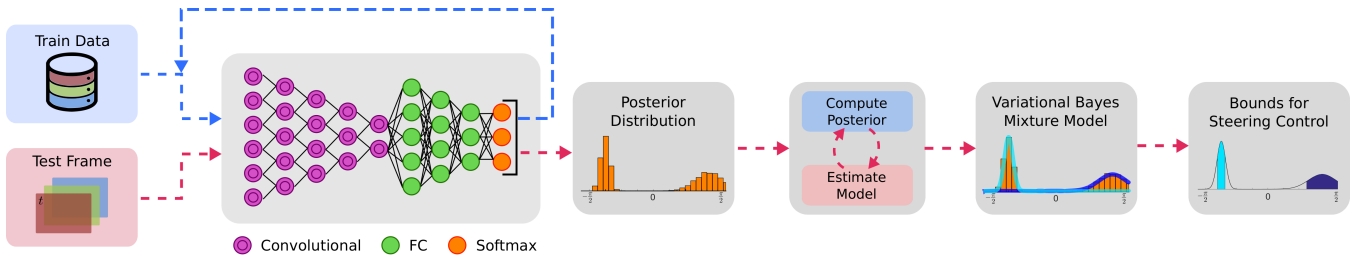 Train Data
Test Frame
t
Convolutional
FC
Softmax
Posterior
Distribution
0
Compute
Posterior
Estimate
Model
Variational Bayes
Mixture Model
0
Bounds for
Steering Control
0